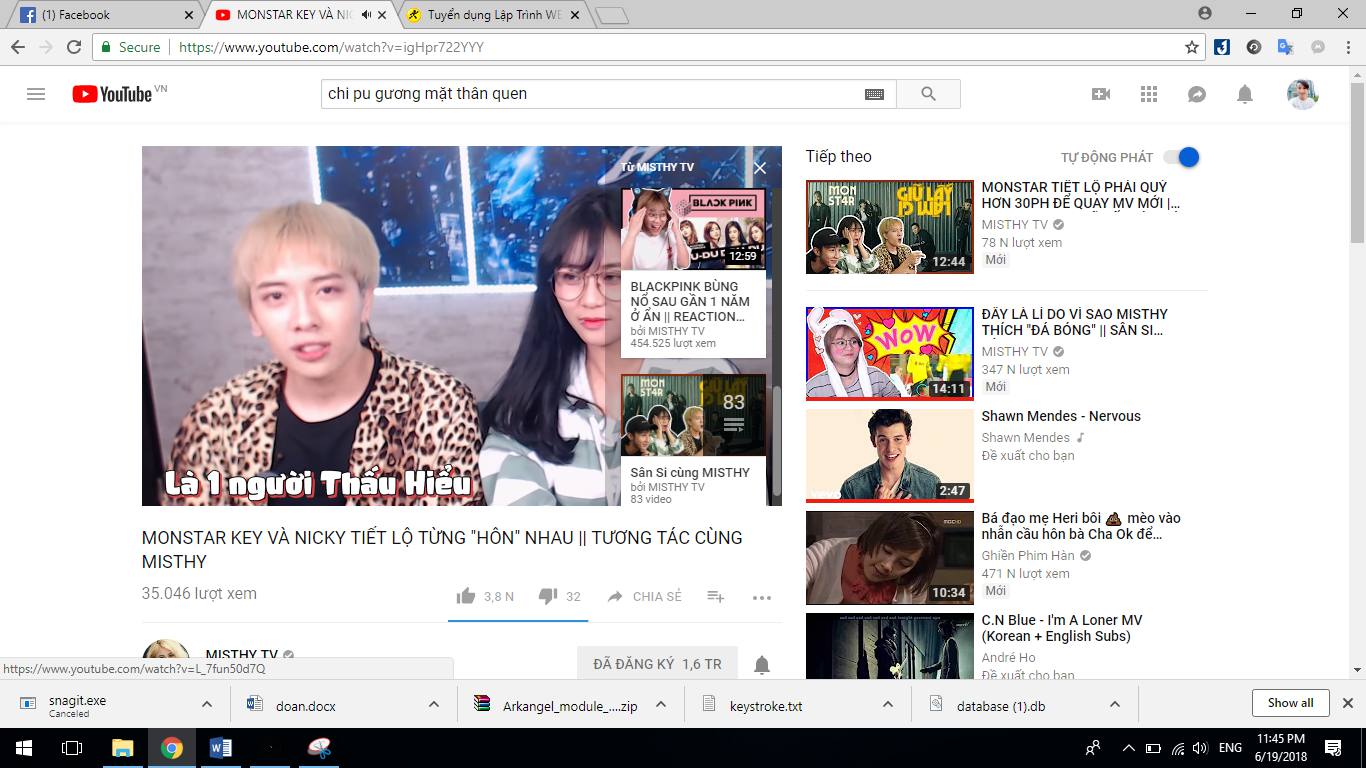 (1) Facebook
MONSTAR KEY VÀ NIC
Tuyển dụng Lập Trình WE
Secure
https://www.youtube.com/watch?v=igHpr722YYY
YouTube VN
chi pu gương mặt thân quen
Từ MISTHY TV
BLACKPINK
12:59
BLACKPINK BÙNG
NỔ SAU GẦN 1 NĂM
Ở ẨN || REACTION...
bởi MISTHY TV
454.525 lượt xem
MON
ST4R
83
Sân Si cùng MISTHY
bởi MISTHY TV
83 video
Là 1 người Thấu Hiểu
MONSTAR KEY VÀ NICKY TIẾT LỘ TỪNG "HÔN" NHAU || TƯƠNG TÁC CÙNG
MISTHY
35.046 lượt xem
3,8 N
32
CHIA SẺ
MISTHY TV
ĐÃ ĐĂNG KÝ 1,6 TR
Tiếp theo
TỰ ĐỘNG PHÁT
MON
ST4R
12:44
MONSTAR TIẾT LỘ PHẢI QUỲ
HƠN 30PH ĐỂ QUAY MV MỚI |...
MISTHY TV
78 N lượt xem
Mới
WOW
14:11
ĐÂY LÀ LÍ DO VÌ SAO MISTHY
THÍCH "ĐÁ BÓNG" || SÂN SI...
MISTHY TV
347 N lượt xem
Mới
vevo
2:47
Shawn Mendes - Nervous
Shawn Mendes
Đề xuất cho bạn
MBC HD
10:34
Bá đạo mẹ Heri bôi 💩 mèo vào
nhẫn cầu hôn bà Cha Ok để...
Ghiền Phim Hàn
471 N lượt xem
Mới
C.N Blue - I'm A Loner MV
(Korean + English Subs)
André Ho
Đề xuất cho bạn
https://www.youtube.com/watch?v=L_7fun50d7Q
snagit.exe
Canceled
doan.docx
Arkangel_module_....zip
keystroke.txt
database (1).db
Show all
ENG
11:45 PM
6/19/2018